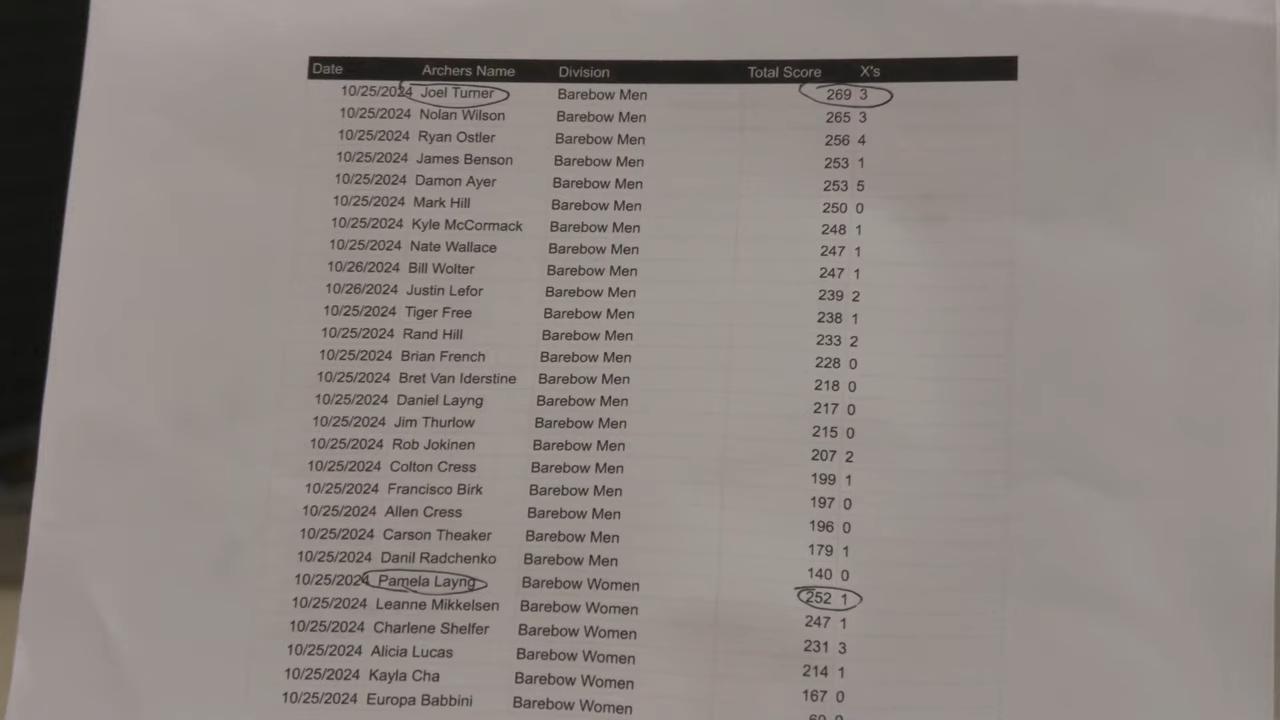 Date Archers Name Division Total Score X's
10/25/2024 Joel Turner Barebow Men 269 3
10/25/2024 Nolan Wilson Barebow Men 265 3
10/25/2024 Ryan Ostler Barebow Men 256 4
10/25/2024 James Benson Barebow Men 253 1
10/25/2024 Damon Ayer Barebow Men 253 5
10/25/2024 Mark Hill Barebow Men 250 0
10/25/2024 Kyle McCormack Barebow Men 248 1
10/25/2024 Nate Wallace Barebow Men 247 1
10/26/2024 Bill Wolter Barebow Men 247 1
10/26/2024 Justin Lefor Barebow Men 239 2
10/25/2024 Tiger Free Barebow Men 238 1
10/25/2024 Rand Hill Barebow Men 233 2
10/25/2024 Brian French Barebow Men 228 0
10/25/2024 Bret Van Iderstine Barebow Men 218 0
10/25/2024 Daniel Layng Barebow Men 217 0
10/25/2024 Jim Thurlow Barebow Men 215 0
10/25/2024 Rob Jokinen Barebow Men 207 2
10/25/2024 Colton Cress Barebow Men 199 1
10/25/2024 Francisco Birk Barebow Men 197 0
10/25/2024 Allen Cress Barebow Men 196 0
10/25/2024 Carson Theaker Barebow Men 179 1
10/25/2024 Danil Radchenko Barebow Men 140 0
10/25/2024 Pamela Layng Barebow Women 252 1
10/25/2024 Leanne Mikkelsen Barebow Women 247 1
10/25/2024 Charlene Shelfer Barebow Women 231 3
10/25/2024 Alicia Lucas Barebow Women 214 1
10/25/2024 Kayla Cha Barebow Women 167 0
10/25/2024 Europa Babbini Barebow Women